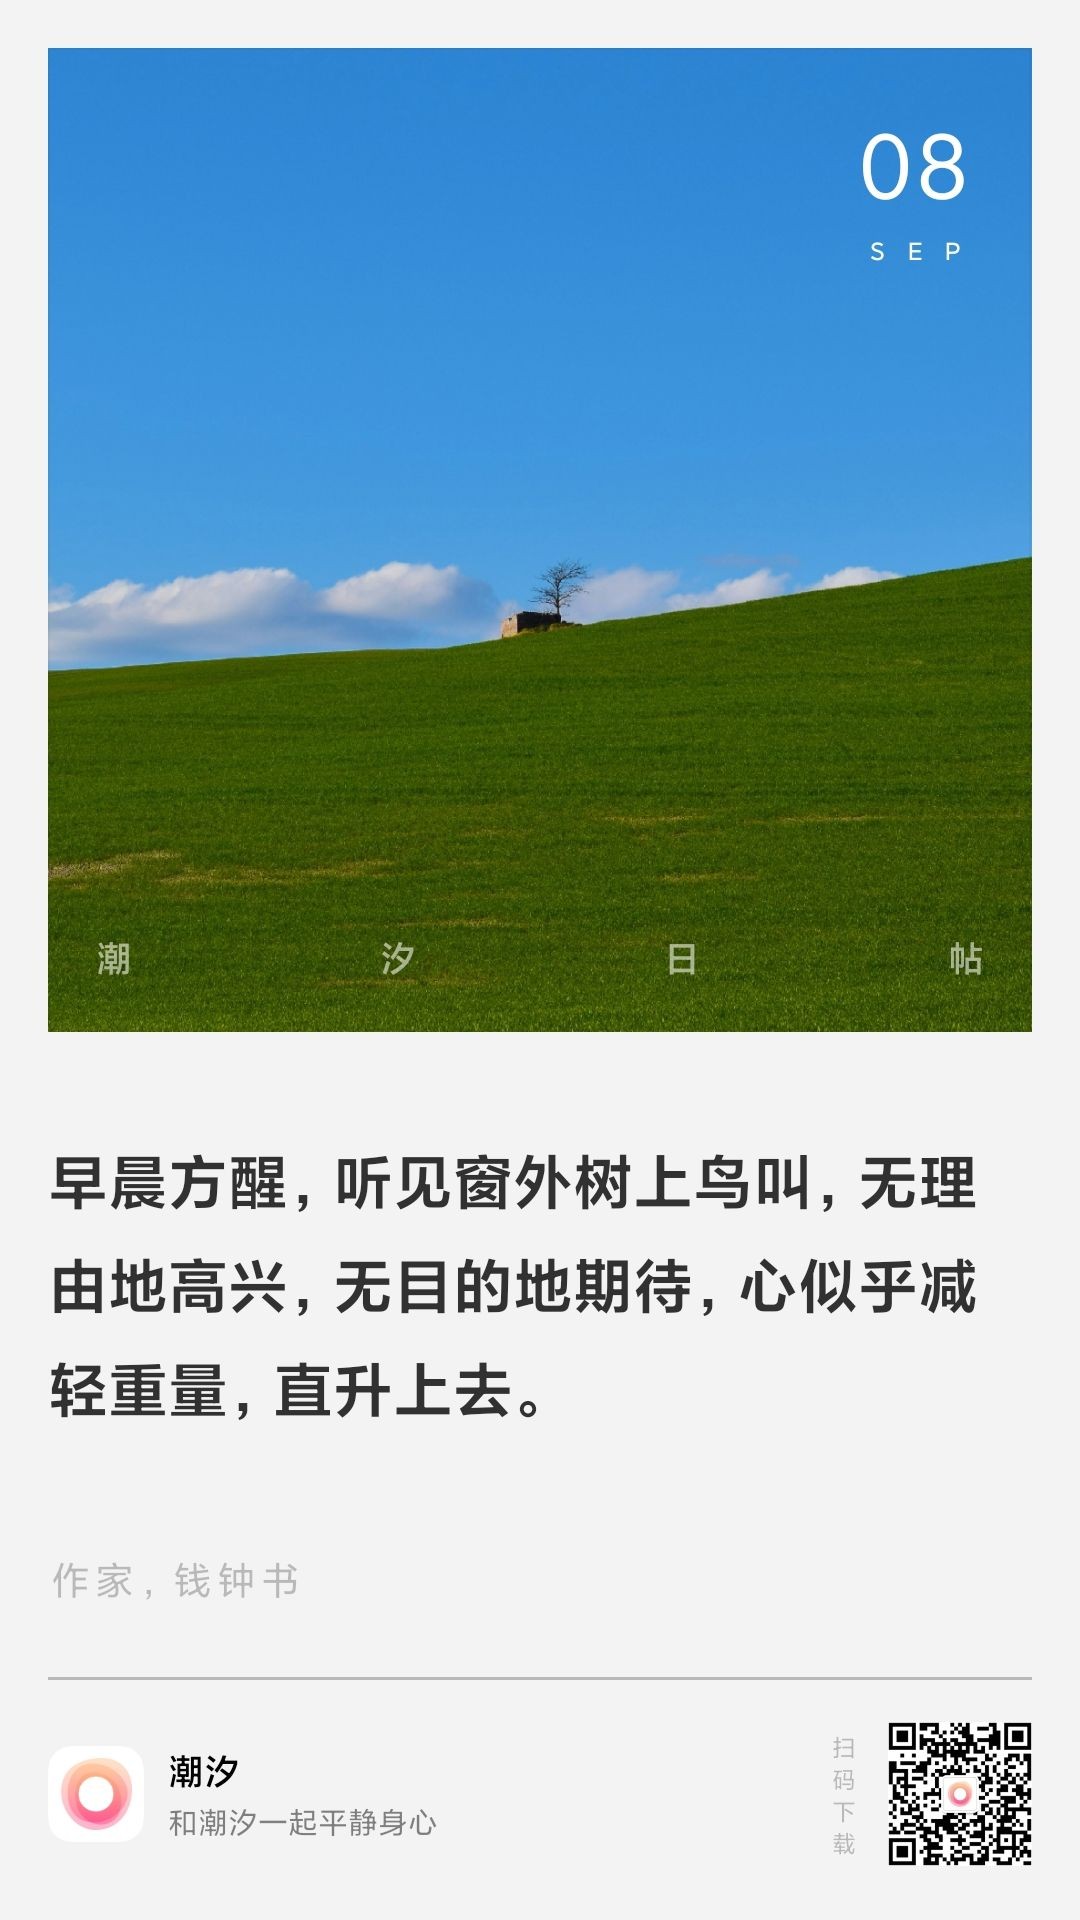 08
SEP
潮汐日帖
早晨方醒，听见窗外树上鸟叫，无理
由地高兴，无目的地期待，心似乎减
轻重量，直升上去。
作家，钱钟书
潮汐
和潮汐一起平静身心
扫码下载